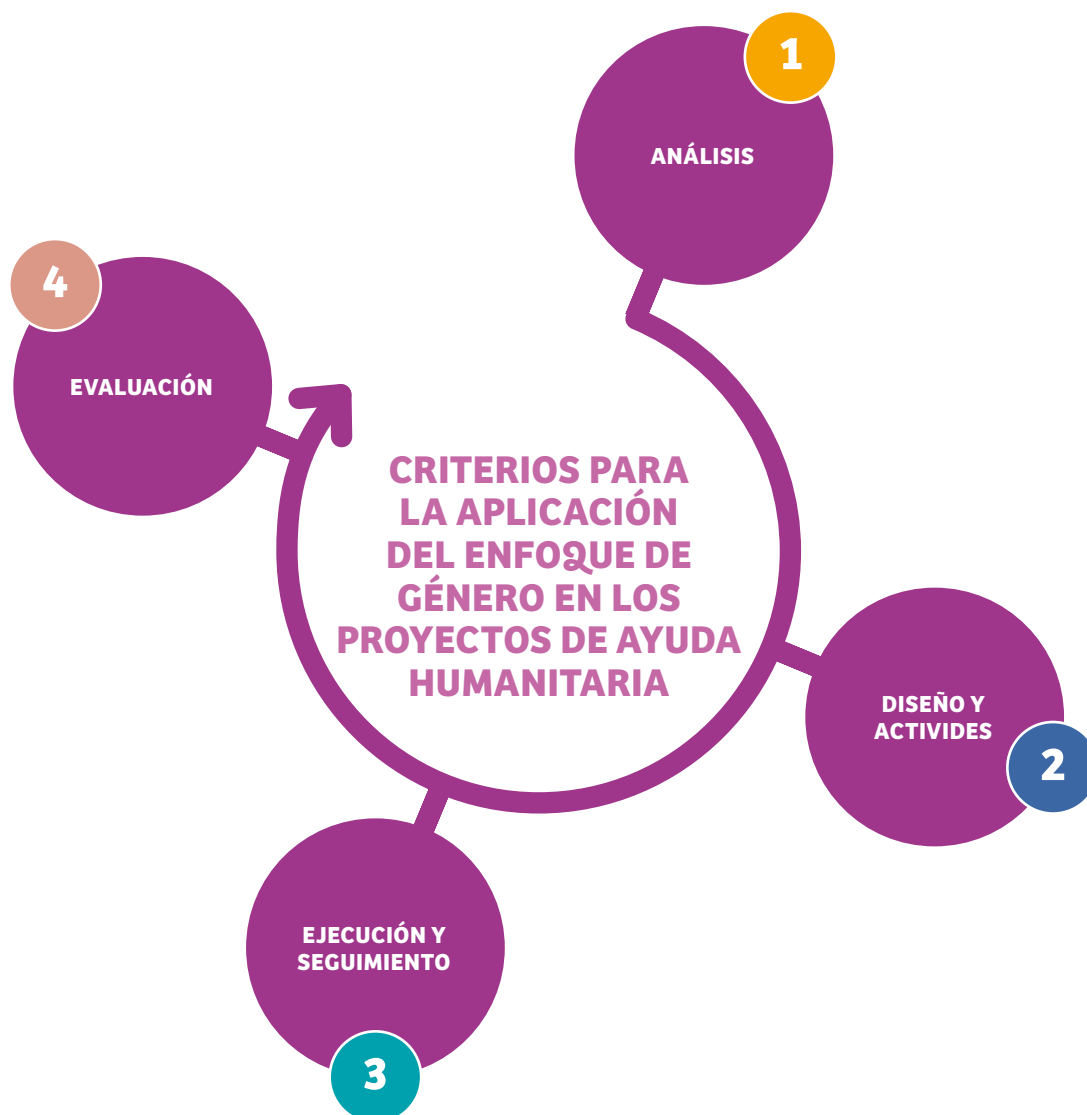 1
ANÁLISIS
4
EVALUACIÓN
CRITERIOS PARA
LA APLICACIÓN
DEL ENFOQUE DE
GÉNERO EN LOS
PROYECTOS DE AYUDA
HUMANITARIA
DISEÑO Y
ACTIVIDES
2
EJECUCIÓN Y
SEGUIMIENTO
3